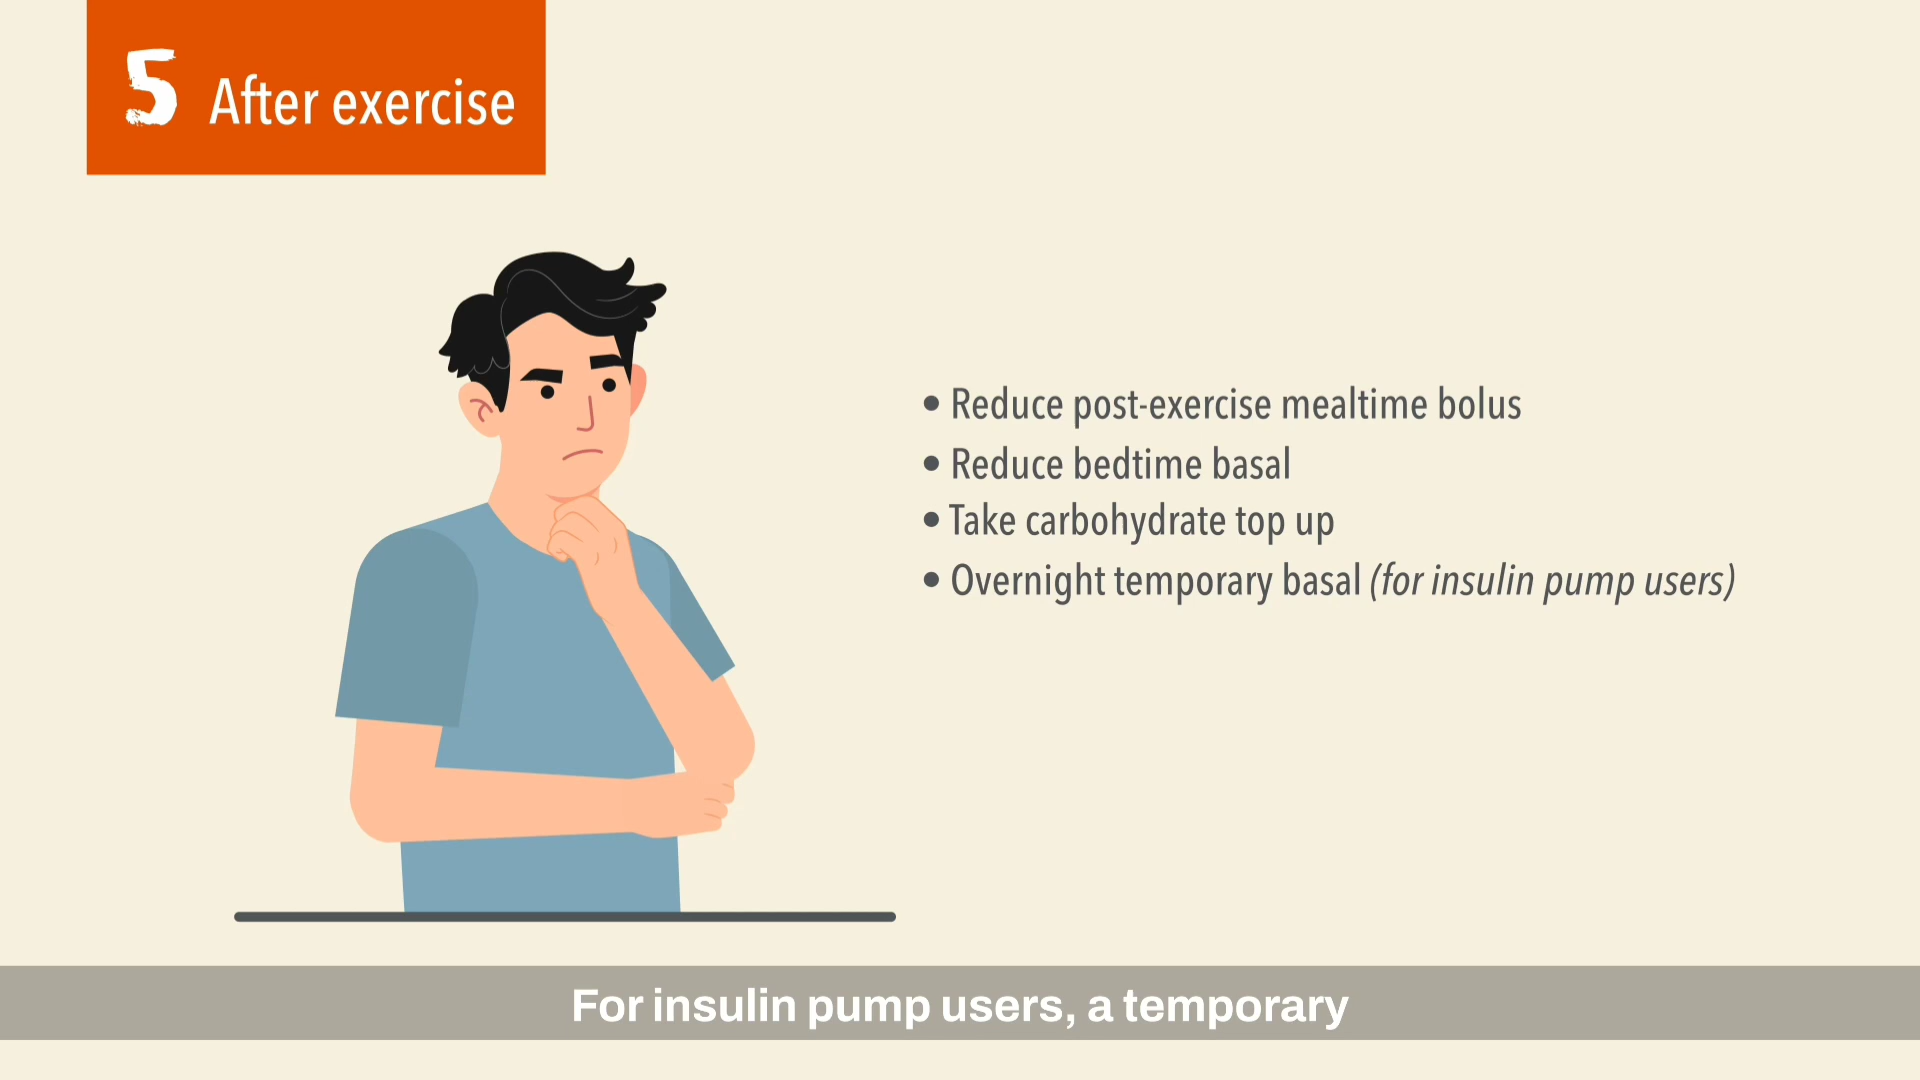 5 After exercise
• Reduce post-exercise mealtime bolus
• Reduce bedtime basal
• Take carbohydrate top up
• Overnight temporary basal (for insulin pump users)
For insulin pump users, a temporary